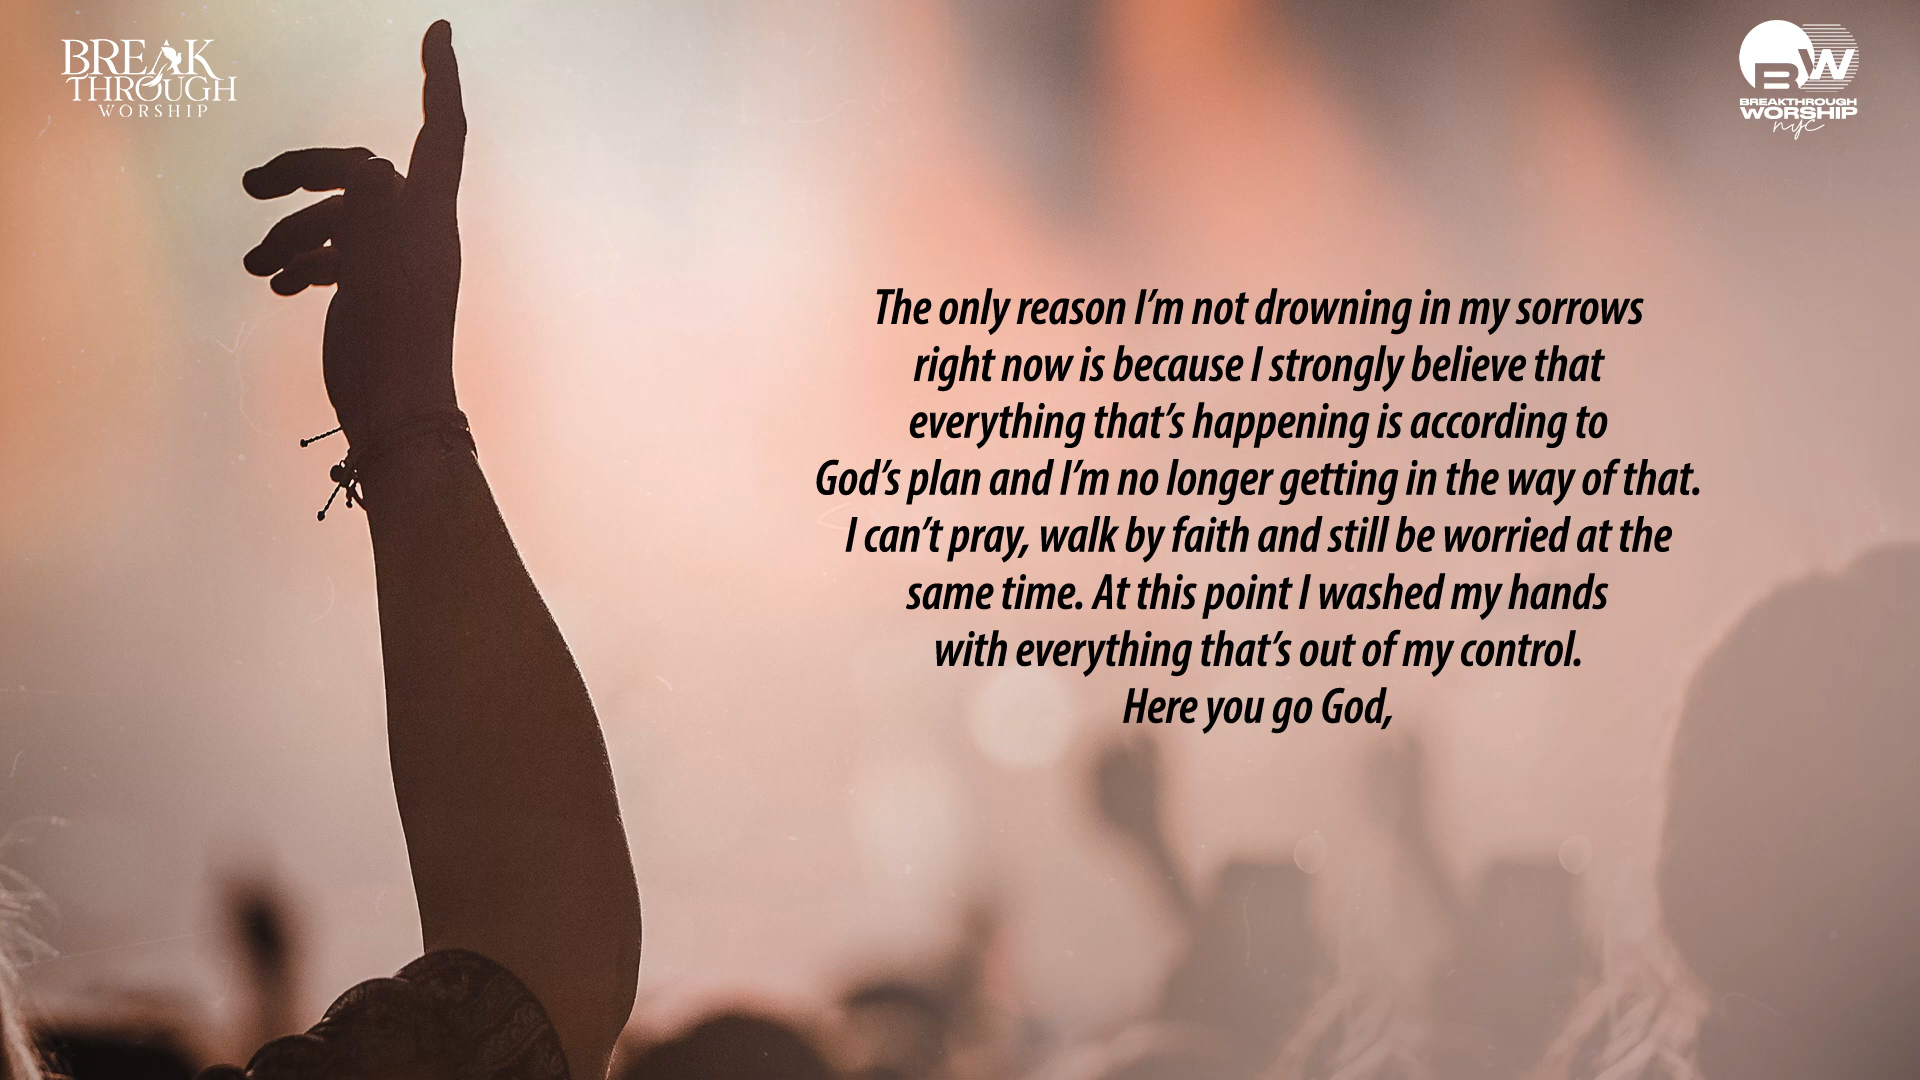 BREAK
THROUGH
WORSHIP
BW
BREAKTHROUGH
WORSHIP
nyc
The only reason I’m not drowning in my sorrows
right now is because I strongly believe that
everything that’s happening is according to
God’s plan and I’m no longer getting in the way of that.
I can’t pray, walk by faith and still be worried at the
same time. At this point I washed my hands
with everything that’s out of my control.
Here you go God,